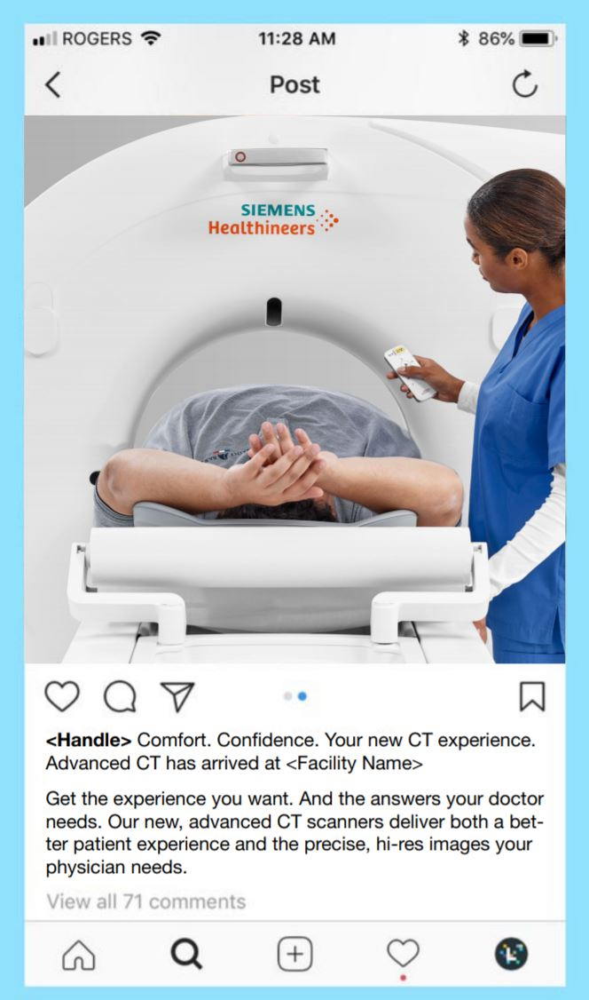 ROGERS 11:28 AM 86%
Post
SIEMENS
Healthineers
<Handle> Comfort. Confidence. Your new CT experience.
Advanced CT has arrived at <Facility Name>
Get the experience you want. And the answers your doctor
needs. Our new, advanced CT scanners deliver both a bet-
ter patient experience and the precise, hi-res images your
physician needs.
View all 71 comments